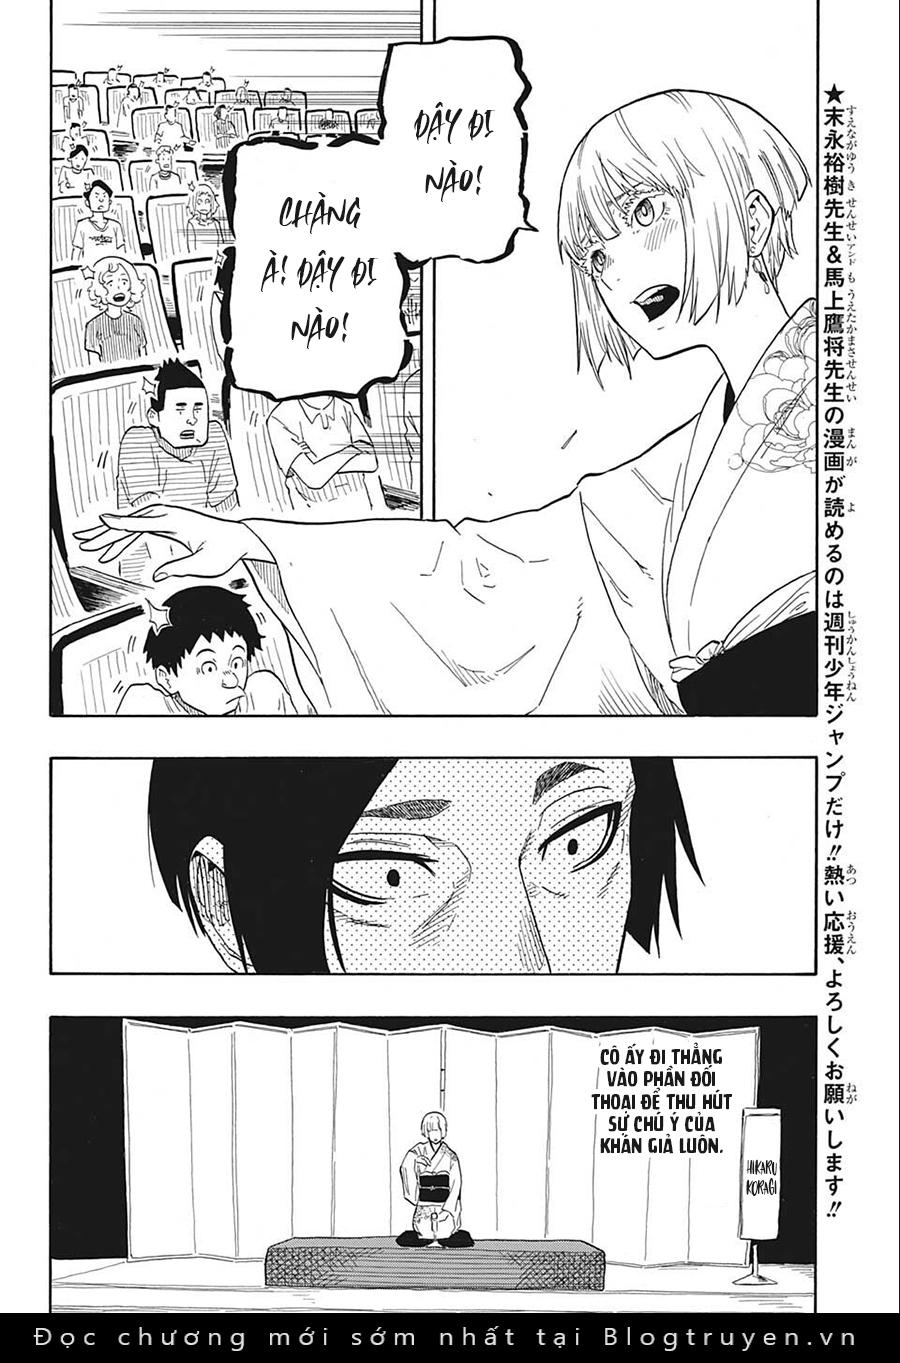 ★末永裕樹先生&馬上鷹将先生の漫画が読めるのは週刊少年ジャンプだけ!!熱い応援、よろしくお願いします!!
DẬY ĐI
NÀO!
CHÀNG
À! DẬY ĐI
NÀO!
CÔ ẤY ĐI THẲNG
VÀO PHẦN ĐỐI
THOẠI ĐỂ THU HÚT
SỰ CHÚ Ý CỦA
KHÁN GIẢ LUÔN.
HIKARU
KORAGI
Đọc chương mới sớm nhất tại Blogtruyen.vn